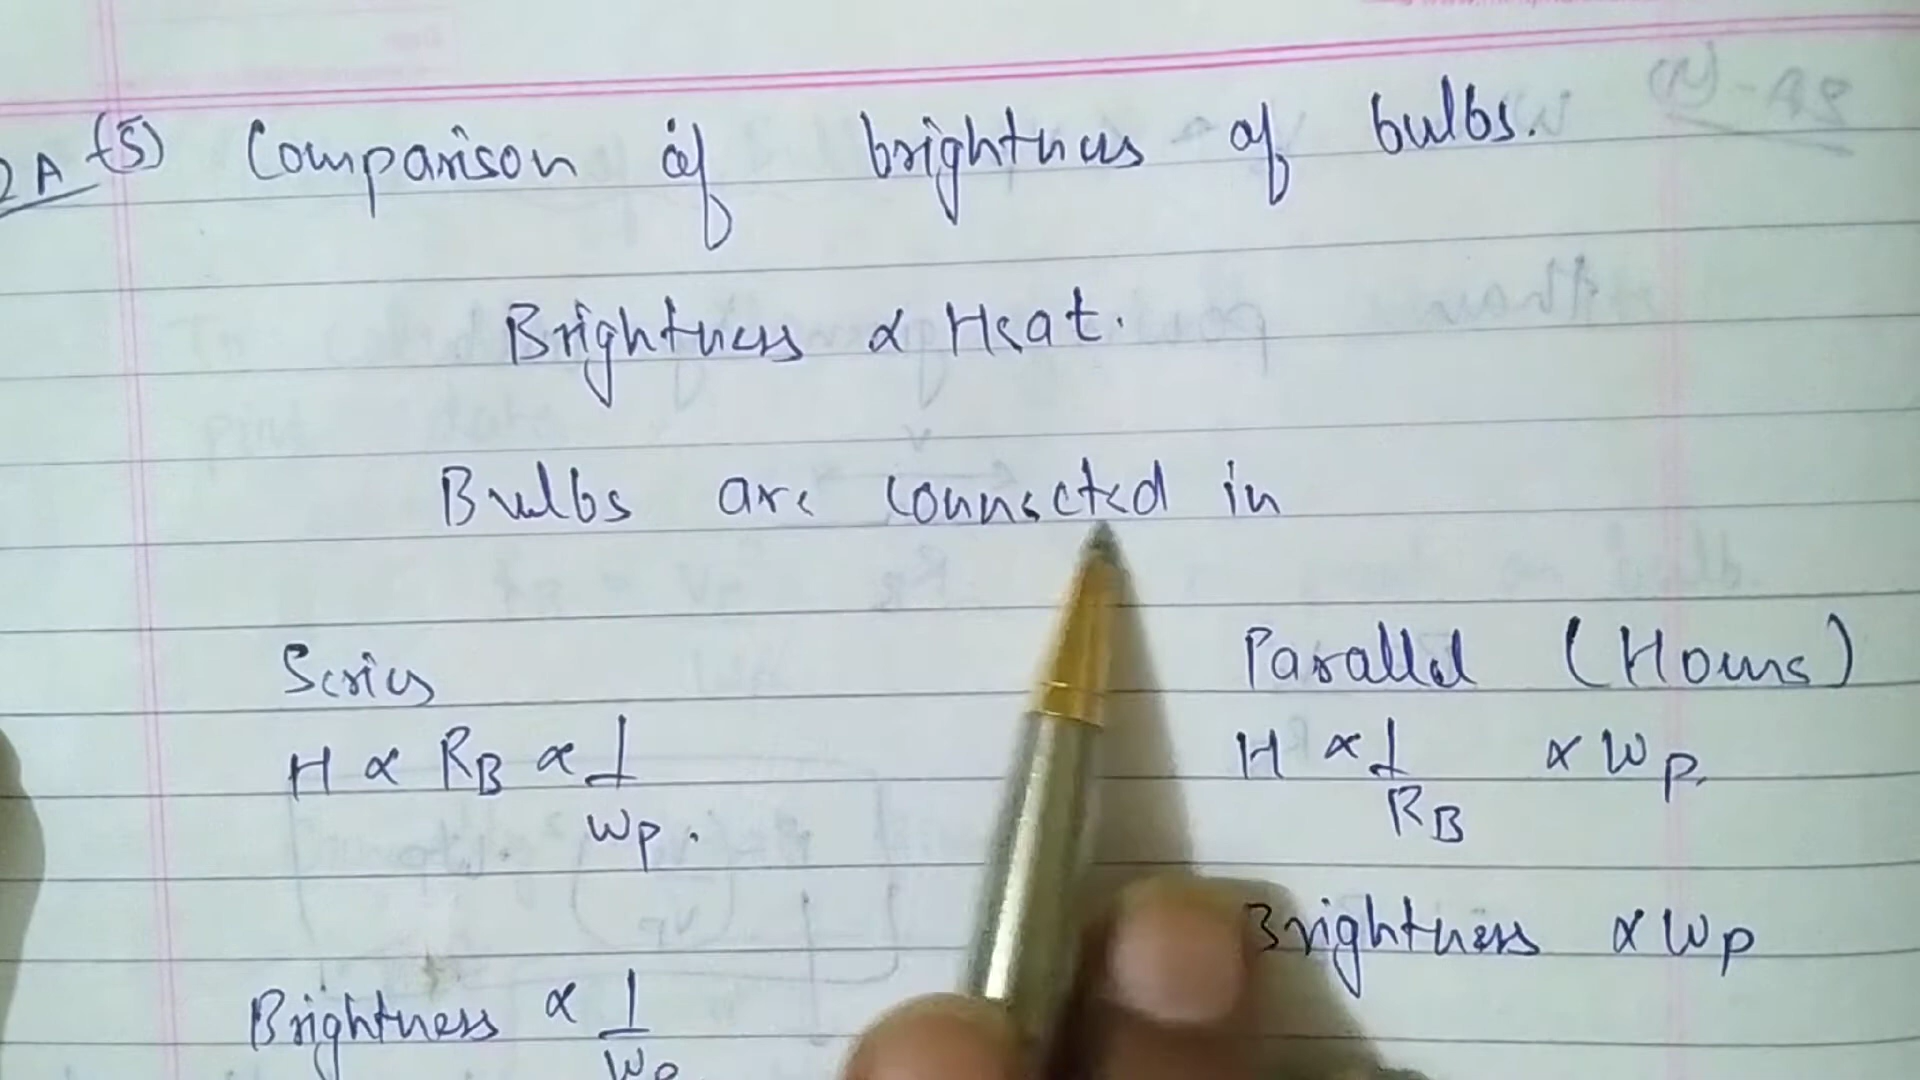 2A (5) Comparison of brightness of bulbs.
Brightness ∝ Heat.
Bulbs are connected in
Series
Parallel (House)
H ∝ R_B ∝ 1/W_P.
H ∝ 1/R_B ∝ W_P.
Brightness ∝ W_P
Brightness ∝ 1/W_P